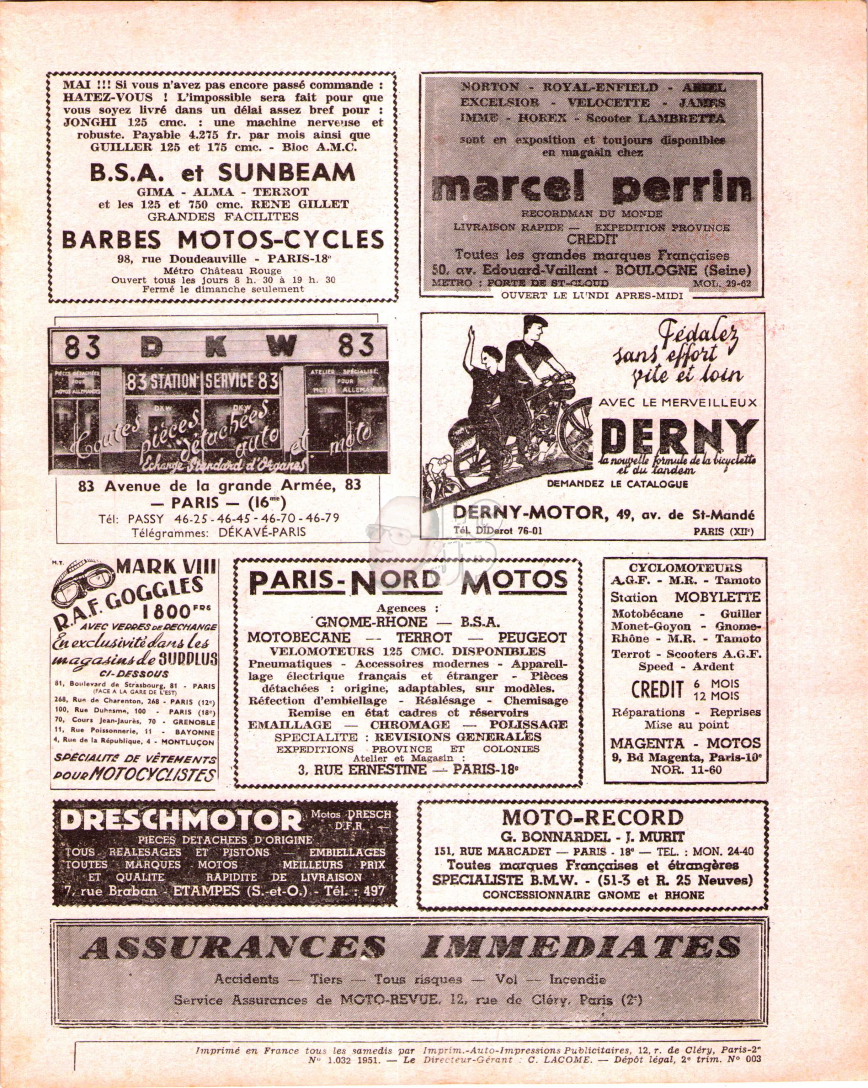 MAI !!! Si vous n'avez pas encore passé commande :
HATEZ-VOUS ! L'impossible sera fait pour que
vous soyez livré dans un délai assez bref pour :
JONGHI 125 cmc. : une machine nerveuse et
robuste. Payable 4.275 fr. par mois ainsi que
GUILLER 125 et 175 cmc. - Bloc A.M.C.
B.S.A. et SUNBEAM
GIMA - ALMA - TERROT
et les 125 et 750 cmc. RENE GILLET
GRANDES FACILITES
BARBES MOTOS-CYCLES
98, rue Doudeauville - PARIS-18e
Métro Château Rouge
Ouvert tous les jours 8 h. 30 à 19 h. 30
Fermé le dimanche seulement
NORTON - ROYAL-ENFIELD - ARIEL
EXCELSIOR - VELOCETTE - JAMES
IMME - HOREX - Scooter LAMBRETTA
sont en exposition et toujours disponibles
en magasin chez
marcel perrin
RECORDMAN DU MONDE
LIVRAISON RAPIDE — EXPEDITION PROVINCE
CREDIT
Toutes les grandes marques Françaises
50, av. Edouard-Vaillant - BOULOGNE (Seine)
METRO : PORTE DE ST-CLOUD MOL. 29-62
OUVERT LE LUNDI APRES-MIDI
83 DKW 83
PIÈCES DÉTACHÉES
POUR
MOTOS ALLEMANDES
83 STATION SERVICE 83
ATELIER SPÉCIALISÉ
POUR
MOTOS ALLEMANDES
DKW DKW
Toutes pièces détachées auto et moto
Echange Standard d'Organes
83 Avenue de la grande Armée, 83
— PARIS — (16me)
Tél: PASSY 46-25 - 46-45 - 46-70 - 46-79
Télégrammes: DÉKAVÉ-PARIS
Pédalez
sans effort
vite et loin
AVEC LE MERVEILLEUX
DERNY
la nouvelle formule de la bicyclette
et du tandem
DEMANDEZ LE CATALOGUE
DERNY-MOTOR, 49, av. de St-Mandé
Tél. DIDerot 76-01 PARIS (XIIe)
M.T.
MARK VIII
R.A.F. GOGGLES
1800 FRS
AVEC VERRES DE RECHANGE
En exclusivité dans les
magasins de SURPLUS
CI-DESSOUS
81, Boulevard de Strasbourg, 81 - PARIS
(FACE A LA GARE DE L'EST)
268, Rue de Charenton, 268 - PARIS (12e)
100, Rue Duhesme, 100 - PARIS (18e)
70, Cours Jean-Jaurès, 70 - GRENOBLE
11, Rue Poissonnerie, 11 - BAYONNE
4, Rue de la République, 4 - MONTLUÇON
SPÉCIALITÉ DE VÊTEMENTS
POUR MOTOCYCLISTES
PARIS-NORD MOTOS
Agences :
GNOME-RHONE — B.S.A.
MOTOBECANE — TERROT — PEUGEOT
VELOMOTEURS 125 CMC. DISPONIBLES
Pneumatiques - Accessoires modernes - Appareil-
lage électrique français et étranger - Pièces
détachées : origine, adaptables, sur modèles.
Réfection d'embiellage - Réalésage - Chemisage
Remise en état cadres et réservoirs
EMAILLAGE — CHROMAGE — POLISSAGE
SPECIALITE : REVISIONS GENERALES
EXPEDITIONS PROVINCE ET COLONIES
Atelier et Magasin :
3, RUE ERNESTINE — PARIS-18e
CYCLOMOTEURS
A.G.F. - M.R. - Tamoto
Station MOBYLETTE
Motobécane - Guiller
Monet-Goyon - Gnome-
Rhône - M.R. - Tamoto
Terrot - Scooters A.G.F.
Speed - Ardent
CREDIT 6 MOIS
12 MOIS
Réparations - Reprises
Mise au point
MAGENTA - MOTOS
9, Bd Magenta, Paris-10e
NOR. 11-60
DRESCHMOTOR Motos DRESCH
D.F.R. —
PIECES DETACHEES D'ORIGINE
TOUS REALESAGES ET PISTONS — EMBIELLAGES
TOUTES MARQUES MOTOS — MEILLEURS PRIX
ET QUALITE RAPIDITE DE LIVRAISON
7, rue Braban - ETAMPES (S.-et-O.) - Tél. : 497
MOTO-RECORD
G. BONNARDEL - J. MURIT
151, RUE MARCADET — PARIS - 18e — TEL. : MON. 24-40
Toutes marques Françaises et étrangères
SPECIALISTE B.M.W. - (51-3 et R. 25 Neuves)
CONCESSIONNAIRE GNOME et RHONE
ASSURANCES IMMEDIATES
Accidents — Tiers — Tous risques — Vol — Incendie
Service Assurances de MOTO-REVUE, 12, rue de Cléry, Paris (2e)
Imprimé en France tous les samedis par Imprim.-Auto-Impressions Publicitaires, 12, r. de Cléry, Paris-2e
N° 1.032 1951. — Le Directeur-Gérant : C. LACOME. — Dépôt légal, 2e trim. N° 003